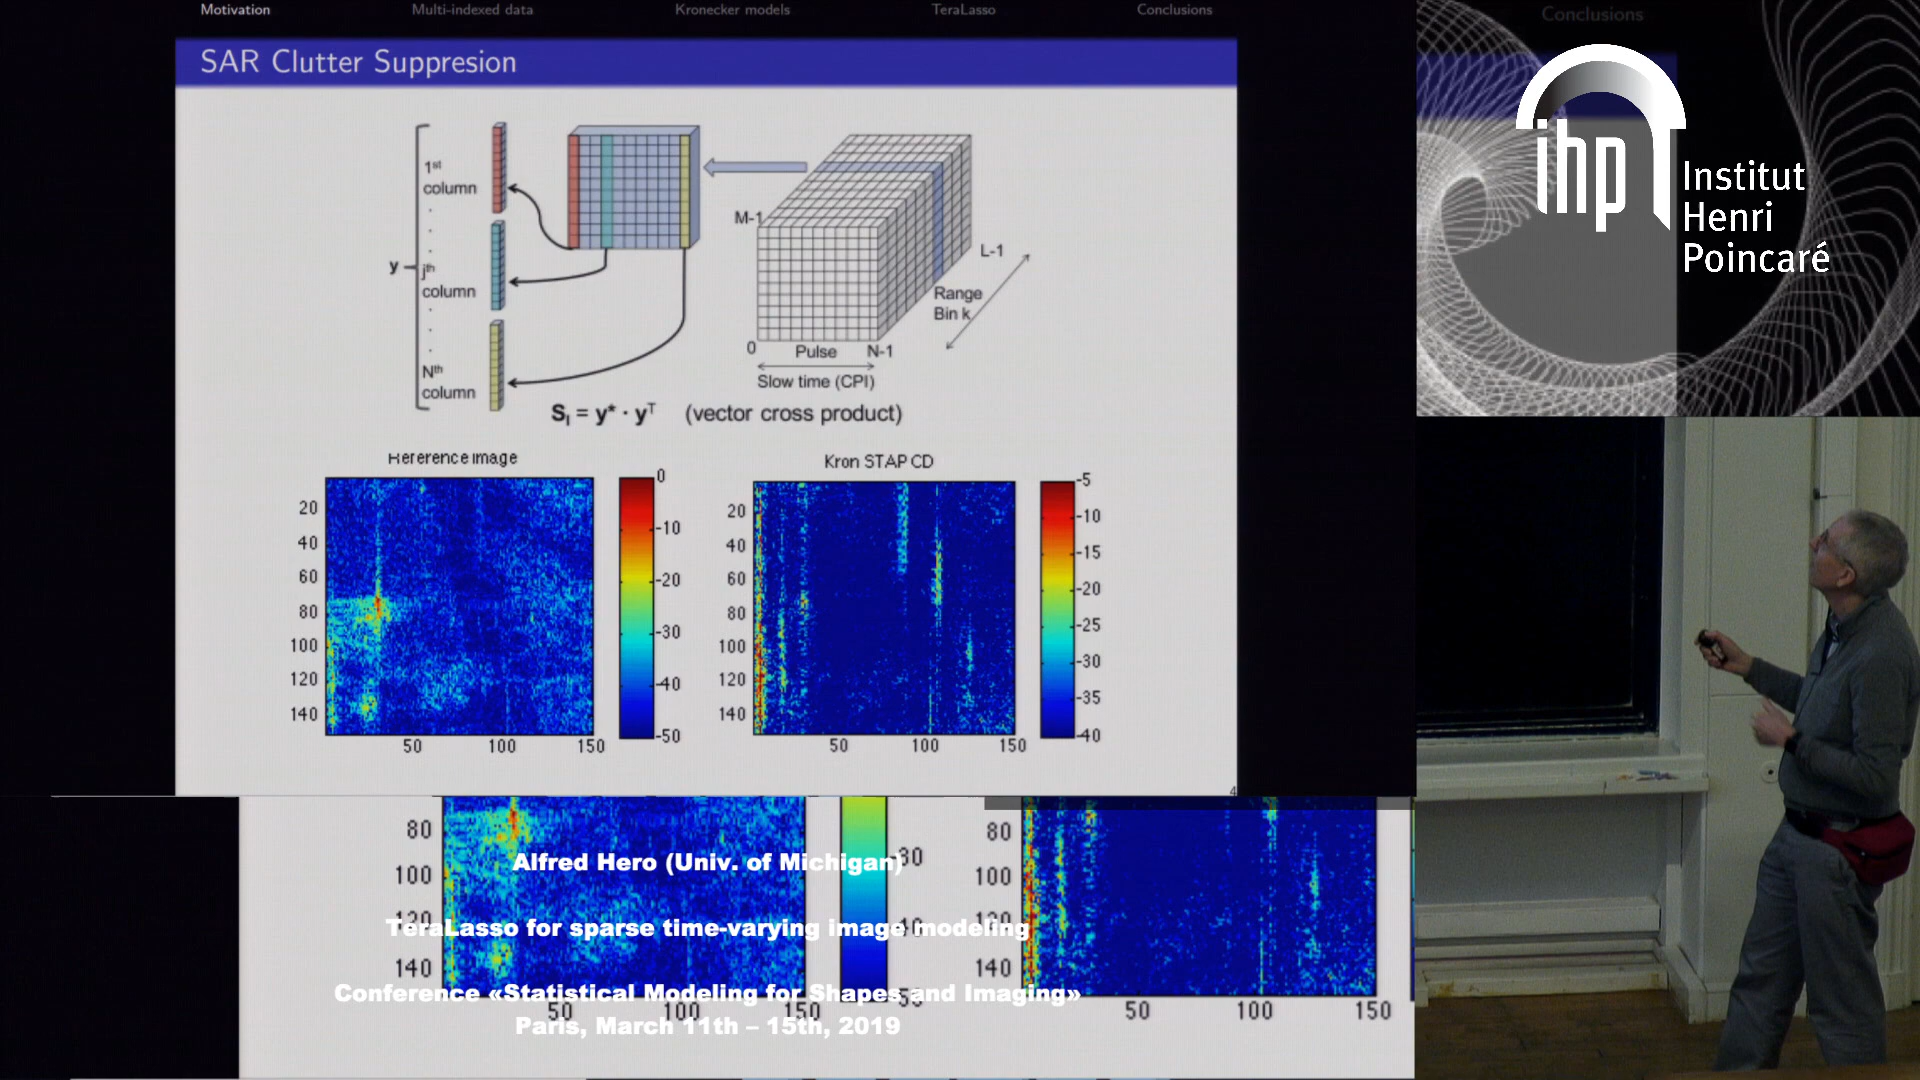 Motivation Multi-indexed data Kronecker models TeraLasso Conclusions
SAR Clutter Suppresion
1st
column
.
.
.
y
jth
column
.
.
.
Nth
column
M-1
L-1
Range
Bin k
0 Pulse N-1
Slow time (CPI)
SI = y* · yT (vector cross product)
Reference image
20
40
60
80
100
120
140
50 100 150
0
-10
-20
-30
-40
-50
Kron STAP CD
20
40
60
80
100
120
140
50 100 150
-5
-10
-15
-20
-25
-30
-35
-40
4
Conclusions
ihp
Institut
Henri
Poincaré
80
100
120
140
50 100 150
80
100
120
140
50 100 150
Alfred Hero (Univ. of Michigan)
TeraLasso for sparse time-varying image modeling
Conference «Statistical Modeling for Shapes and Imaging»
Paris, March 11th – 15th, 2019